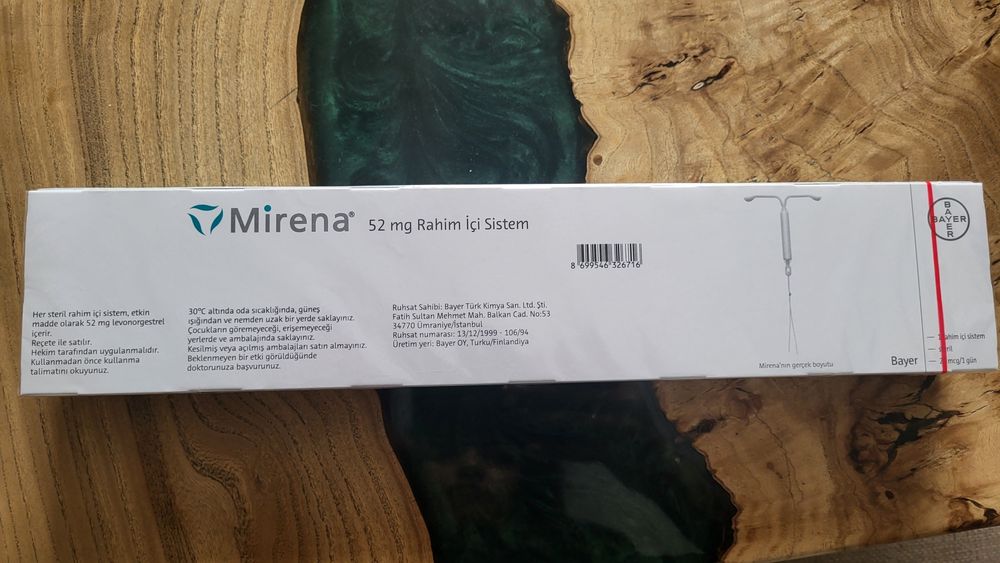 Mirena® 52 mg Rahim İçi Sistem
8 699546 326716
Her steril rahim içi sistem, etkin
madde olarak 52 mg levonorgestrel
içerir.
Reçete ile satılır.
Hekim tarafından uygulanmalıdır.
Kullanmadan önce kullanma
talimatını okuyunuz.
30°C altında oda sıcaklığında, güneş
ışığından ve nemden uzak bir yerde saklayınız.
Çocukların göremeyeceği, erişemeyeceği
yerlerde ve ambalajında saklayınız.
Kesilmiş veya açılmış ambalajları satın almayınız.
Beklenmeyen bir etki görüldüğünde
doktorunuza başvurunuz.
Ruhsat Sahibi: Bayer Türk Kimya San. Ltd. Şti.
Fatih Sultan Mehmet Mah. Balkan Cad. No:53
34770 Ümraniye/İstanbul
Ruhsat numarası: 13/12/1999 - 106/94
Üretim yeri: Bayer OY, Turku/Finlandiya
Mirena'nın gerçek boyutu
Bayer
BAYER
BAYER
rahim içi sistem
mcg/1 gün